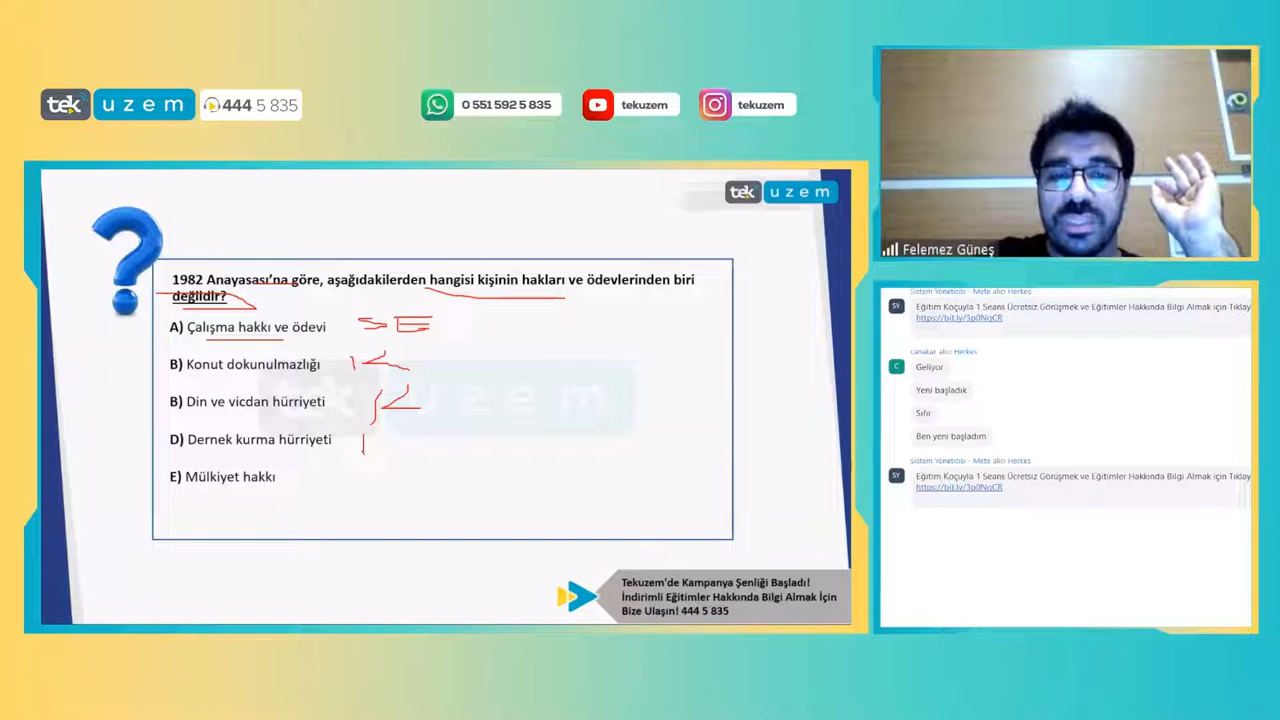 tek uzem 444 5 835
0 551 592 5 835
tekuzem
tekuzem
tek uzem
1982 Anayasası’na göre, aşağıdakilerden hangisi kişinin hakları ve ödevlerinden biri
değildir?
A) Çalışma hakkı ve ödevi
S E
B) Konut dokunulmazlığı
B) Din ve vicdan hürriyeti
D) Dernek kurma hürriyeti
E) Mülkiyet hakkı
tek uzem
Tekuzem'de Kampanya Şenliği Başladı!
İndirimli Eğitimler Hakkında Bilgi Almak İçin
Bize Ulaşın! 444 5 835
Felemez Güneş
Sistem Yöneticisi - Mete alıcı Herkes
SY
Eğitim Koçuyla 1 Seans Ücretsiz Görüşmek ve Eğitimler Hakkında Bilgi Almak için Tıklay
https://bit.ly/3p0NqCR
canakar alıcı Herkes
C
Geliyor
Yeni başladık
Sıfır
Ben yeni başladım
Sistem Yöneticisi - Mete alıcı Herkes
SY
Eğitim Koçuyla 1 Seans Ücretsiz Görüşmek ve Eğitimler Hakkında Bilgi Almak için Tıklay
https://bit.ly/3p0NqCR